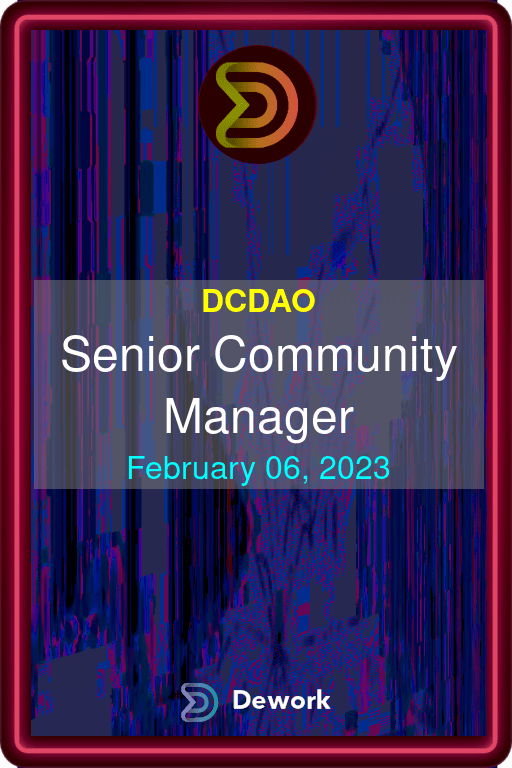 DCDAO
Senior Community
Manager
February 06, 2023
Dework